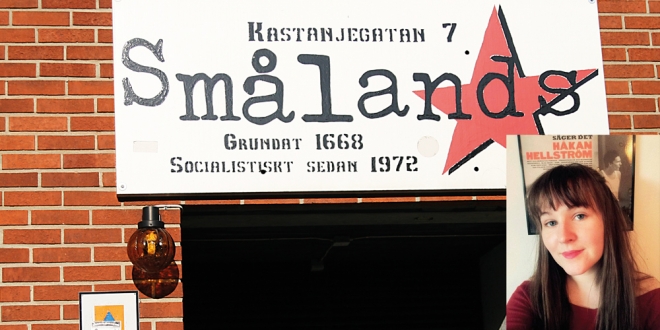 KASTANJEGATAN 7
Smålands
GRUNDAT 1668
SOCIALISTISKT SEDAN 1972
SÄGER DET
HÅKAN
HELLSTRÖM